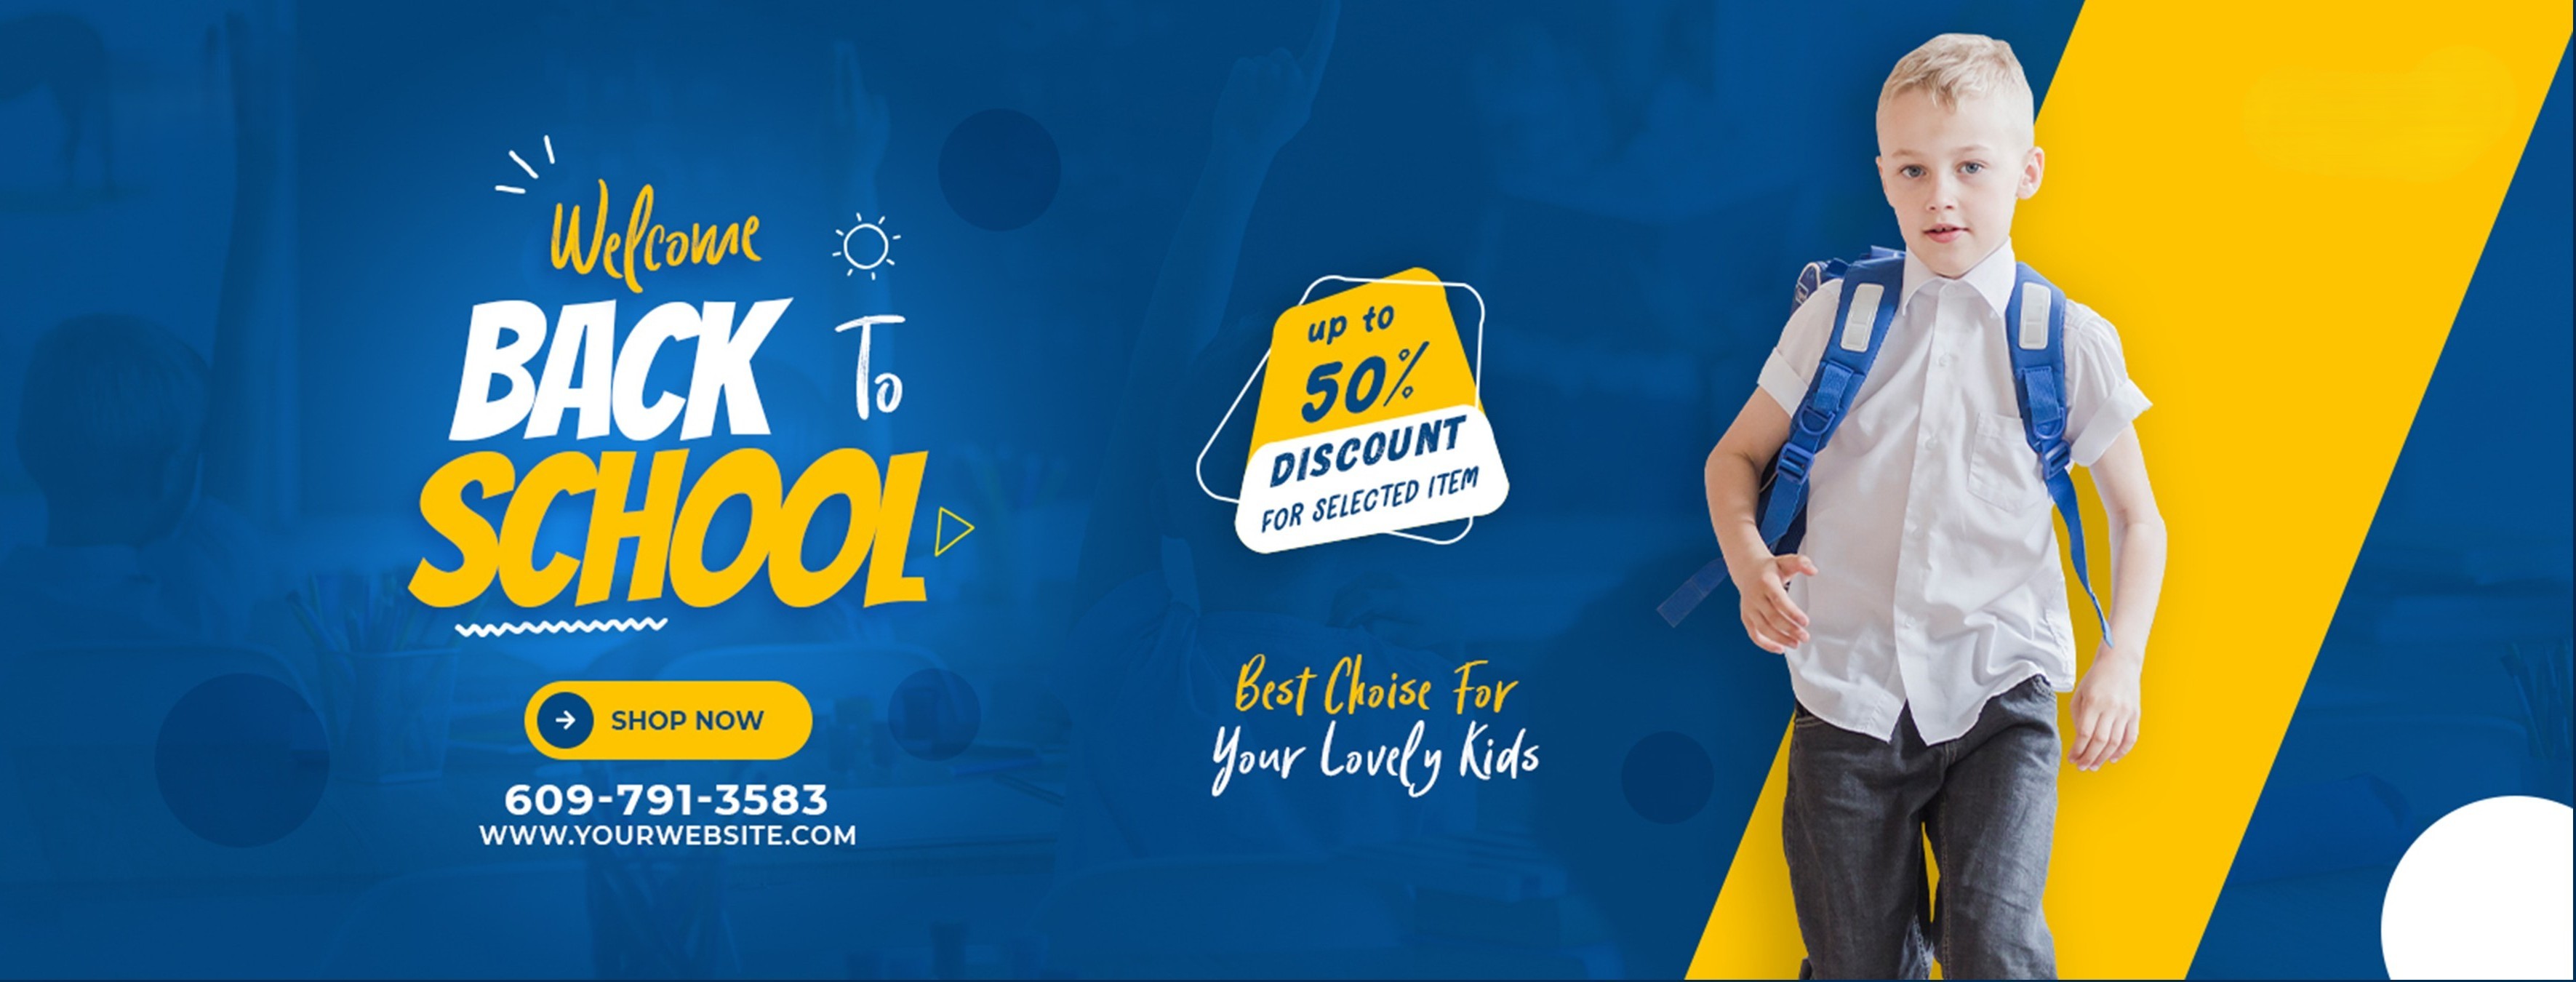 Welcome
BACK To
SCHOOL
SHOP NOW
609-791-3583
WWW.YOURWEBSITE.COM
up to
50%
DISCOUNT
FOR SELECTED ITEM
Best Choise For
Your Lovely Kids